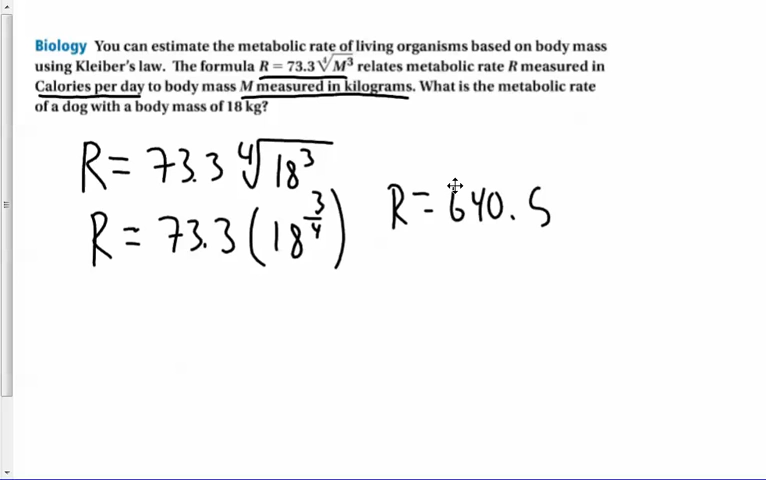 Biology You can estimate the metabolic rate of living organisms based on body mass
using Kleiber's law. The formula R = 73.3∜M³ relates metabolic rate R measured in
Calories per day to body mass M measured in kilograms. What is the metabolic rate
of a dog with a body mass of 18 kg?
R = 73.3 ∜18³
R = 73.3 (18^(3/4))
R = 640.5